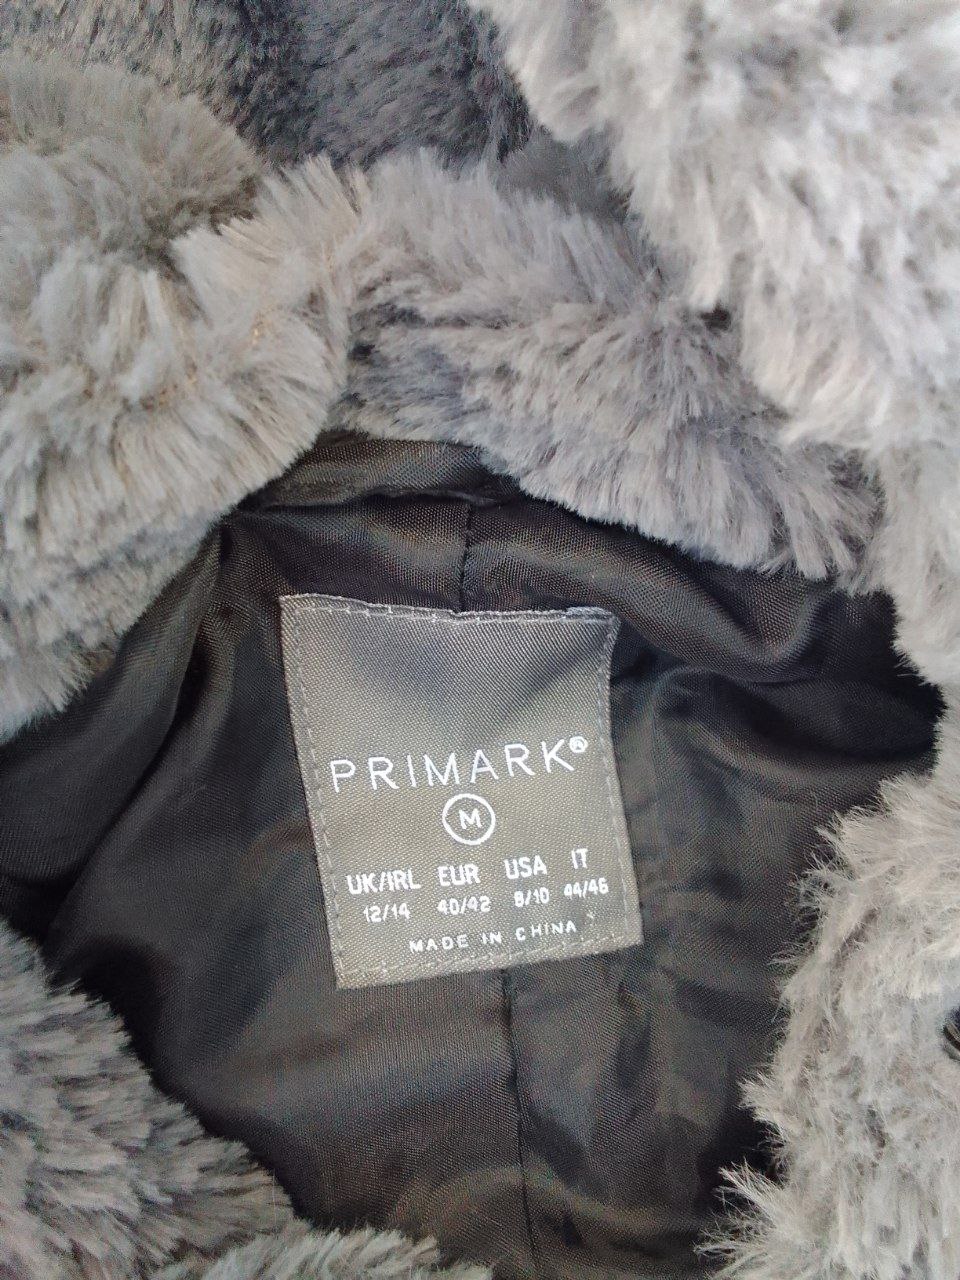 PRIMARK®
M
UK/IRL EUR USA IT
12/14 40/42 8/10 44/46
MADE IN CHINA